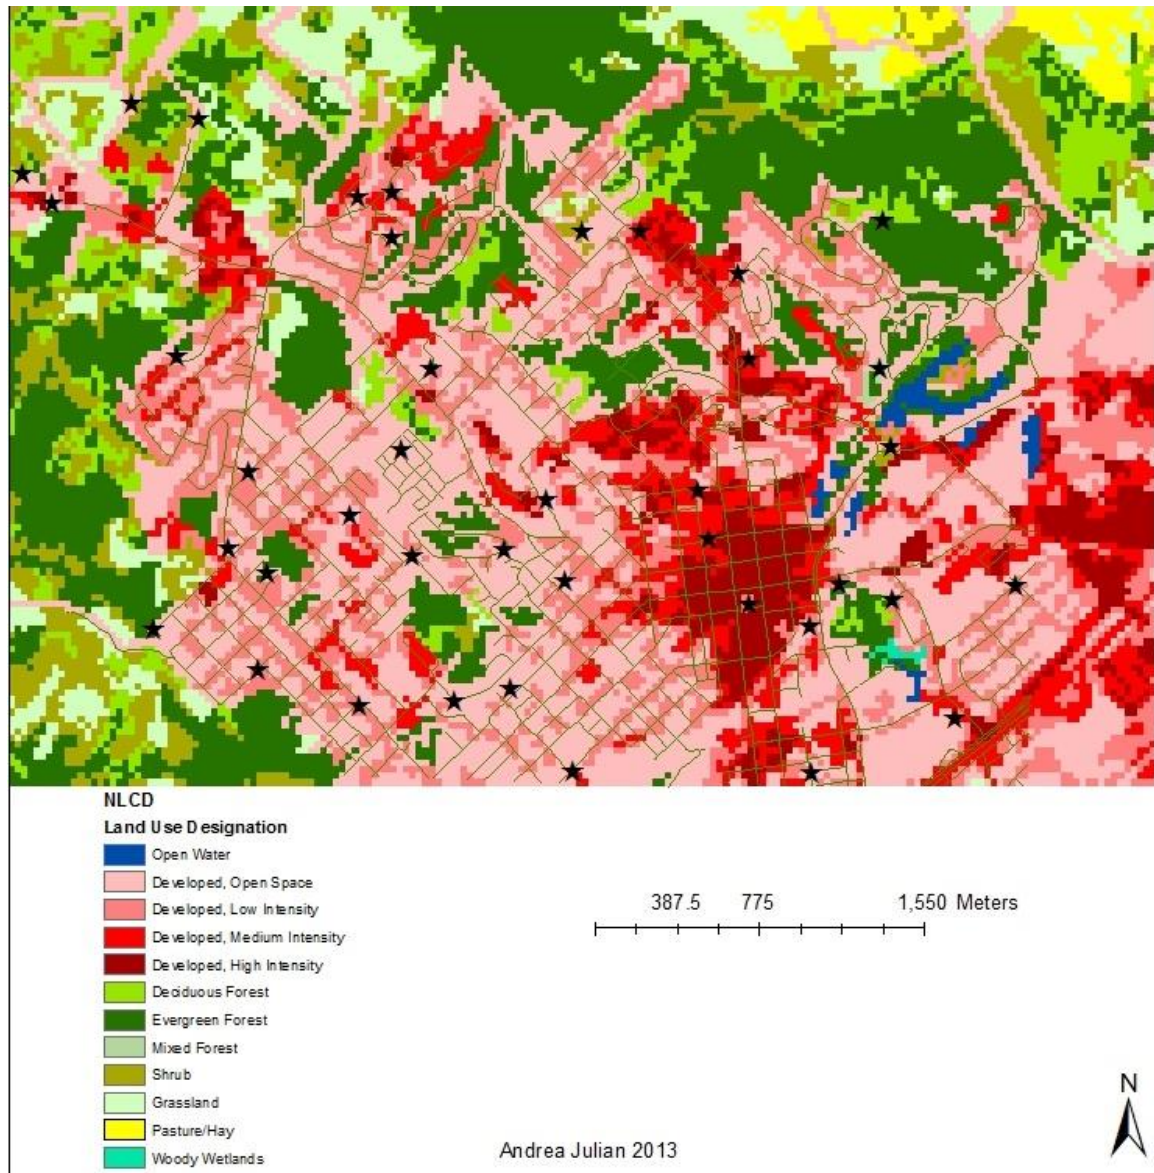 NLCD
Land Use Designation
Open Water
Developed, Open Space
Developed, Low Intensity
Developed, Medium Intensity
Developed, High Intensity
Deciduous Forest
Evergreen Forest
Mixed Forest
Shrub
Grassland
Pasture/Hay
Woody Wetlands
387.5 775 1,550 Meters
N
Andrea Julian 2013